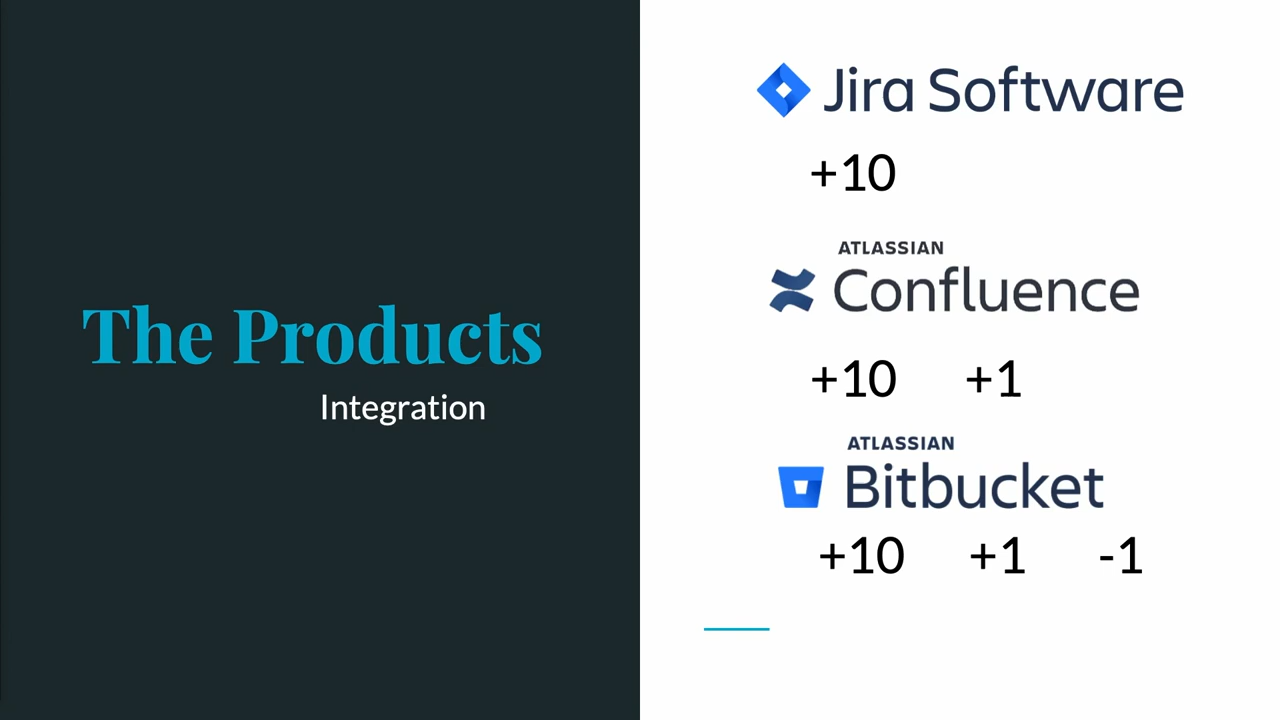 The Products
Integration
Jira Software
+10
ATLASSIAN
Confluence
+10 +1
ATLASSIAN
Bitbucket
+10 +1 -1